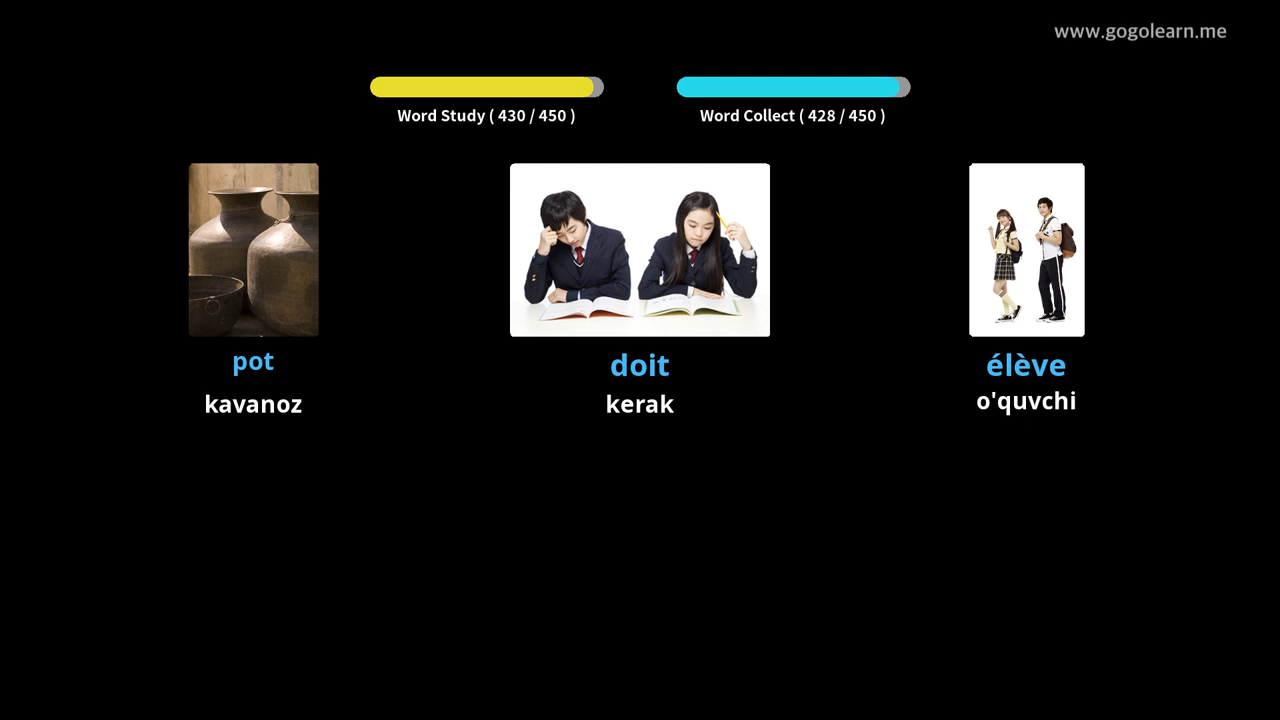 www.gogolearn.me
Word Study ( 430 / 450 )
Word Collect ( 428 / 450 )
pot
kavanoz
doit
kerak
élève
o'quvchi